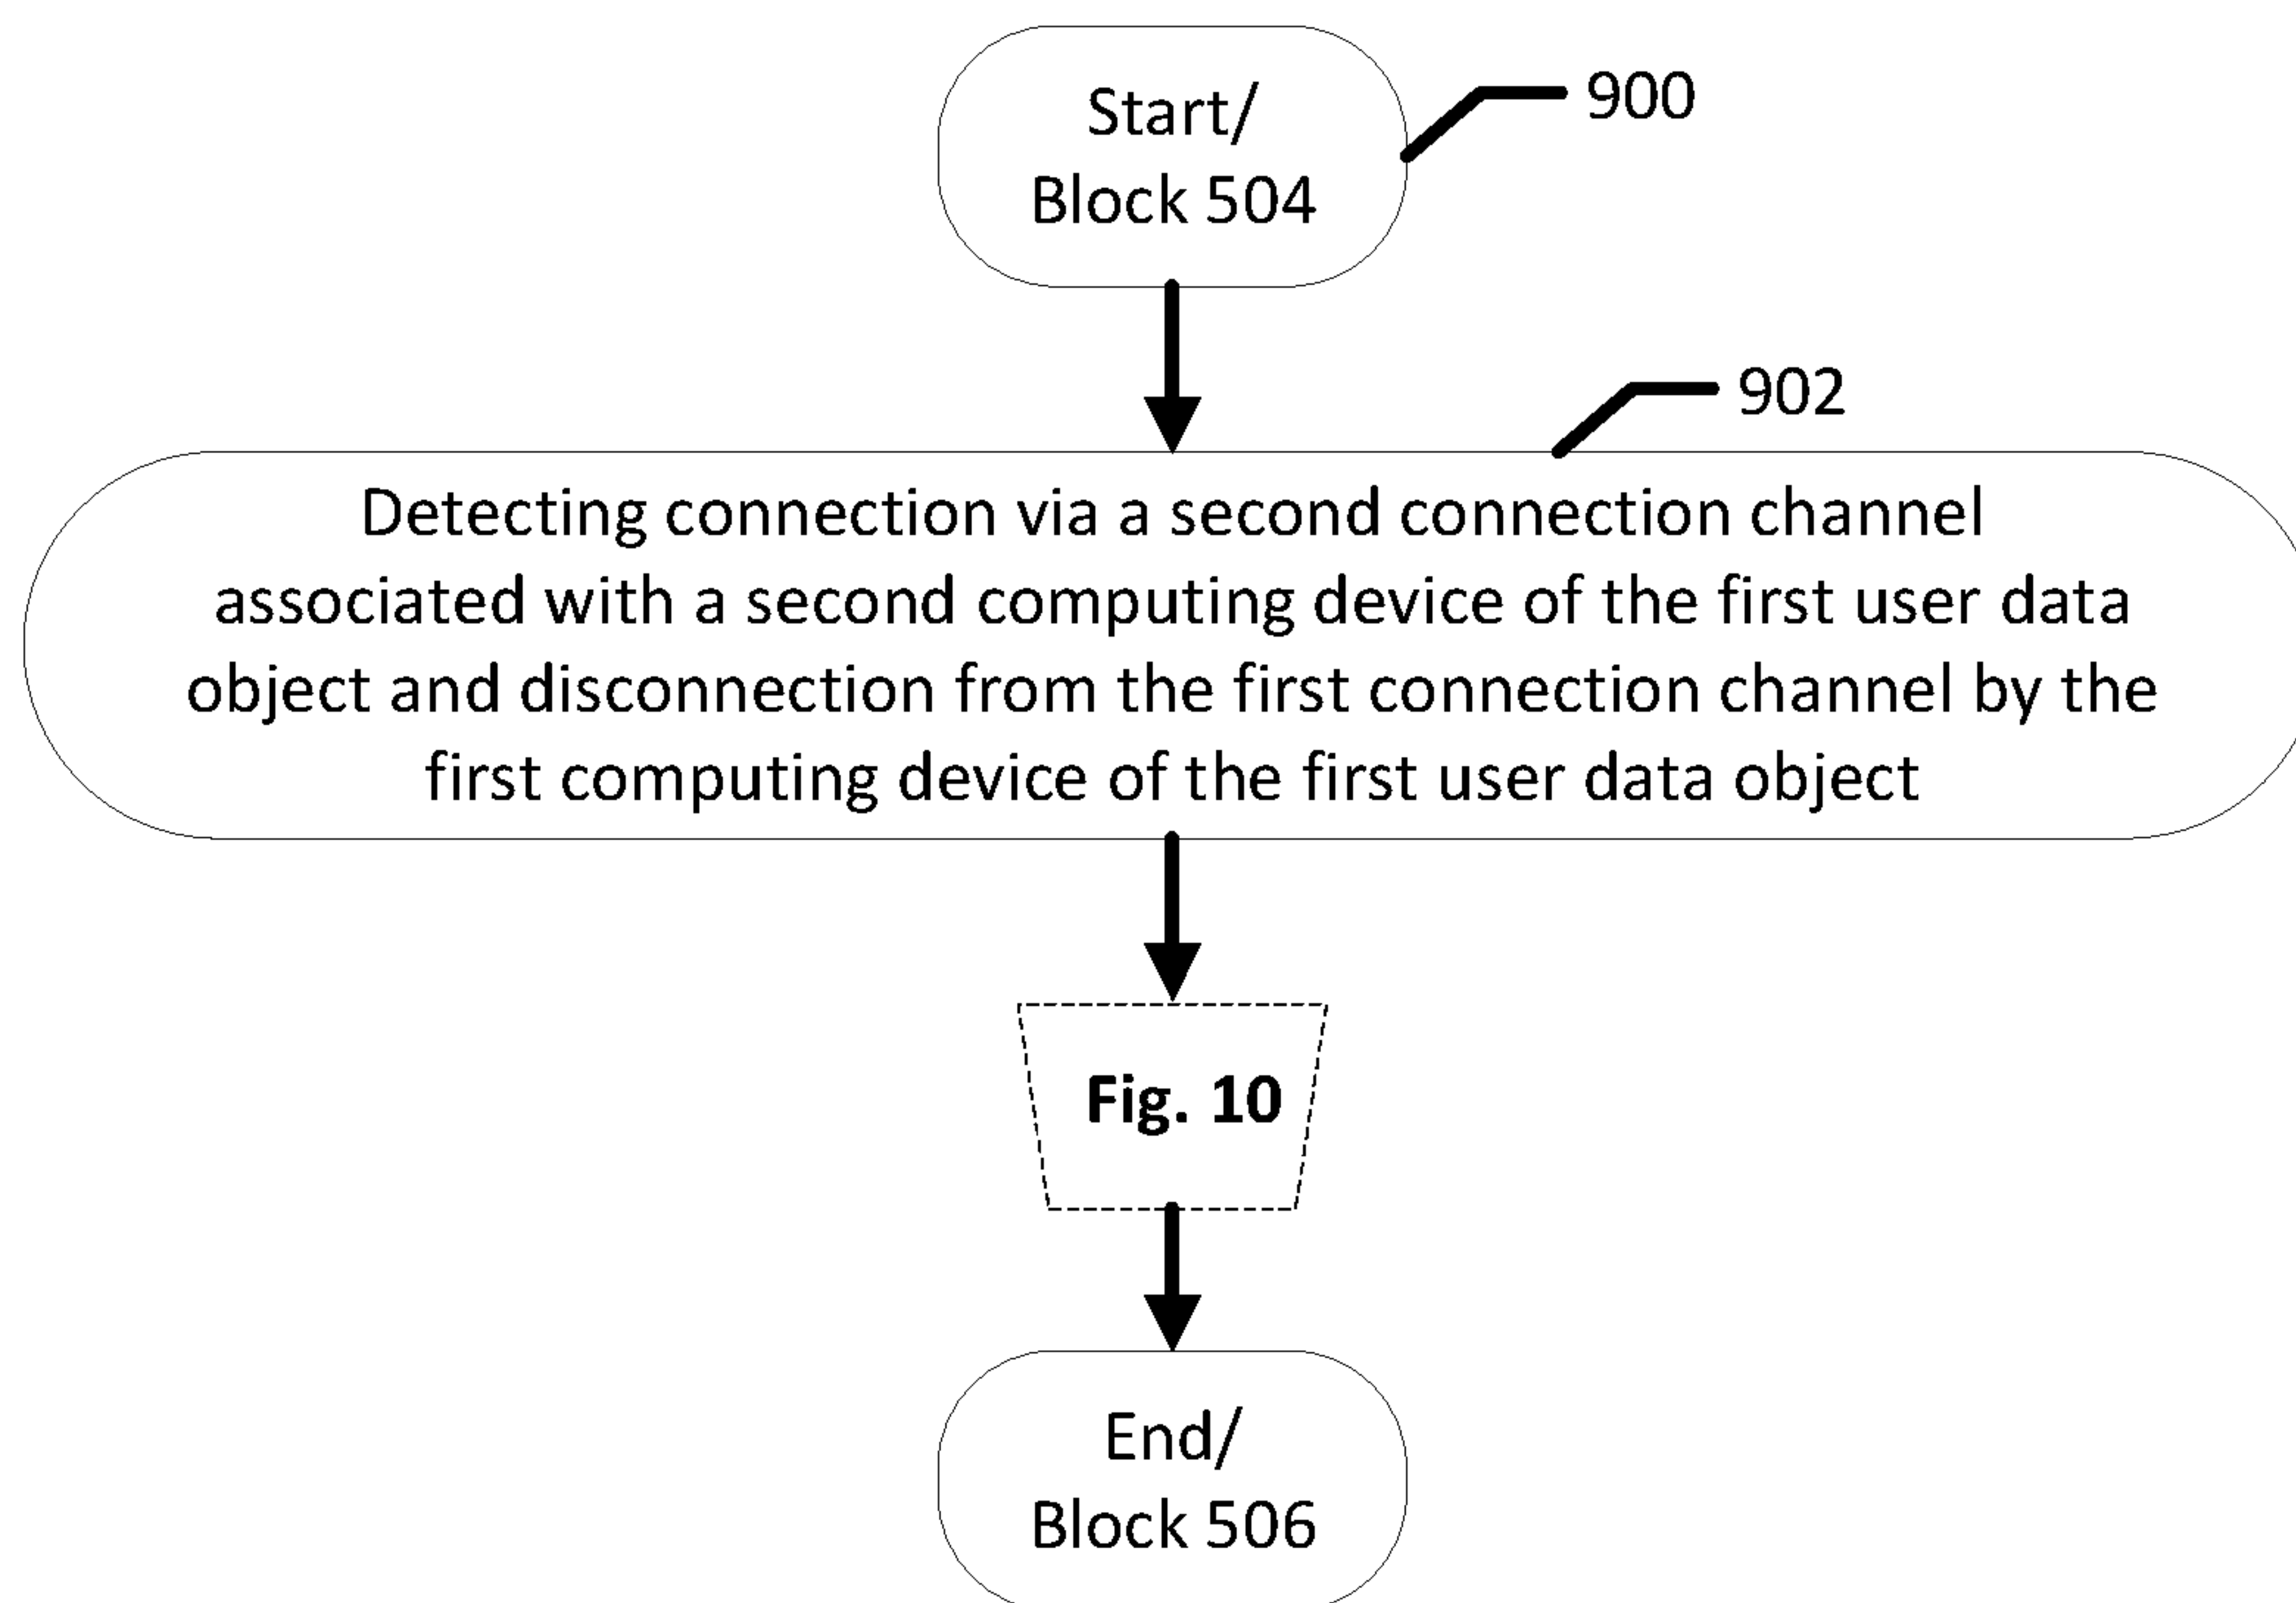 Start/
Block 504
900
902
Detecting connection via a second connection channel
associated with a second computing device of the first user data
object and disconnection from the first connection channel by the
first computing device of the first user data object
Fig. 10
End/
Block 506